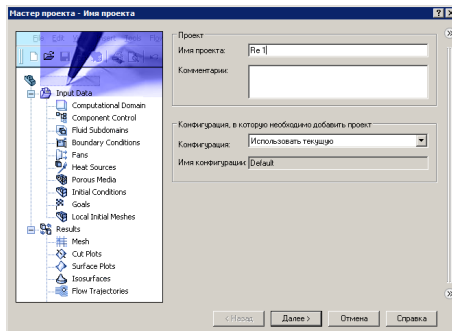 Мастер проекта - Имя проекта
File Edit
Input Data
Computational Domain
Component Control
Fluid Subdomains
Boundary Conditions
Fans
Heat Sources
Porous Media
Initial Conditions
Goals
Local Initial Meshes
Results
Mesh
Cut Plots
Surface Plots
Isosurfaces
Flow Trajectories
Проект
Имя проекта: Re 1
Комментарии:
Конфигурация, в которую необходимо добавить проект
Конфигурация: Использовать текущую
Имя конфигурации: Default
< Назад
Далее >
Отмена
Справка